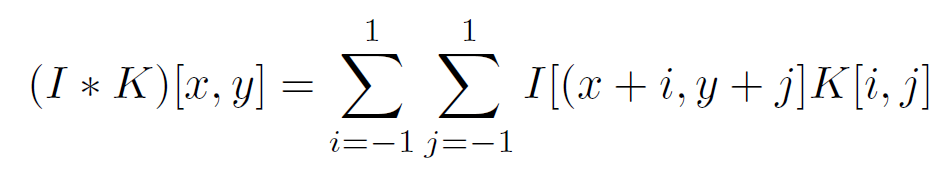 (I ∗ K)[x, y] = ∑_{i=−1}^{1} ∑_{j=−1}^{1} I[(x + i, y + j]K[i, j]